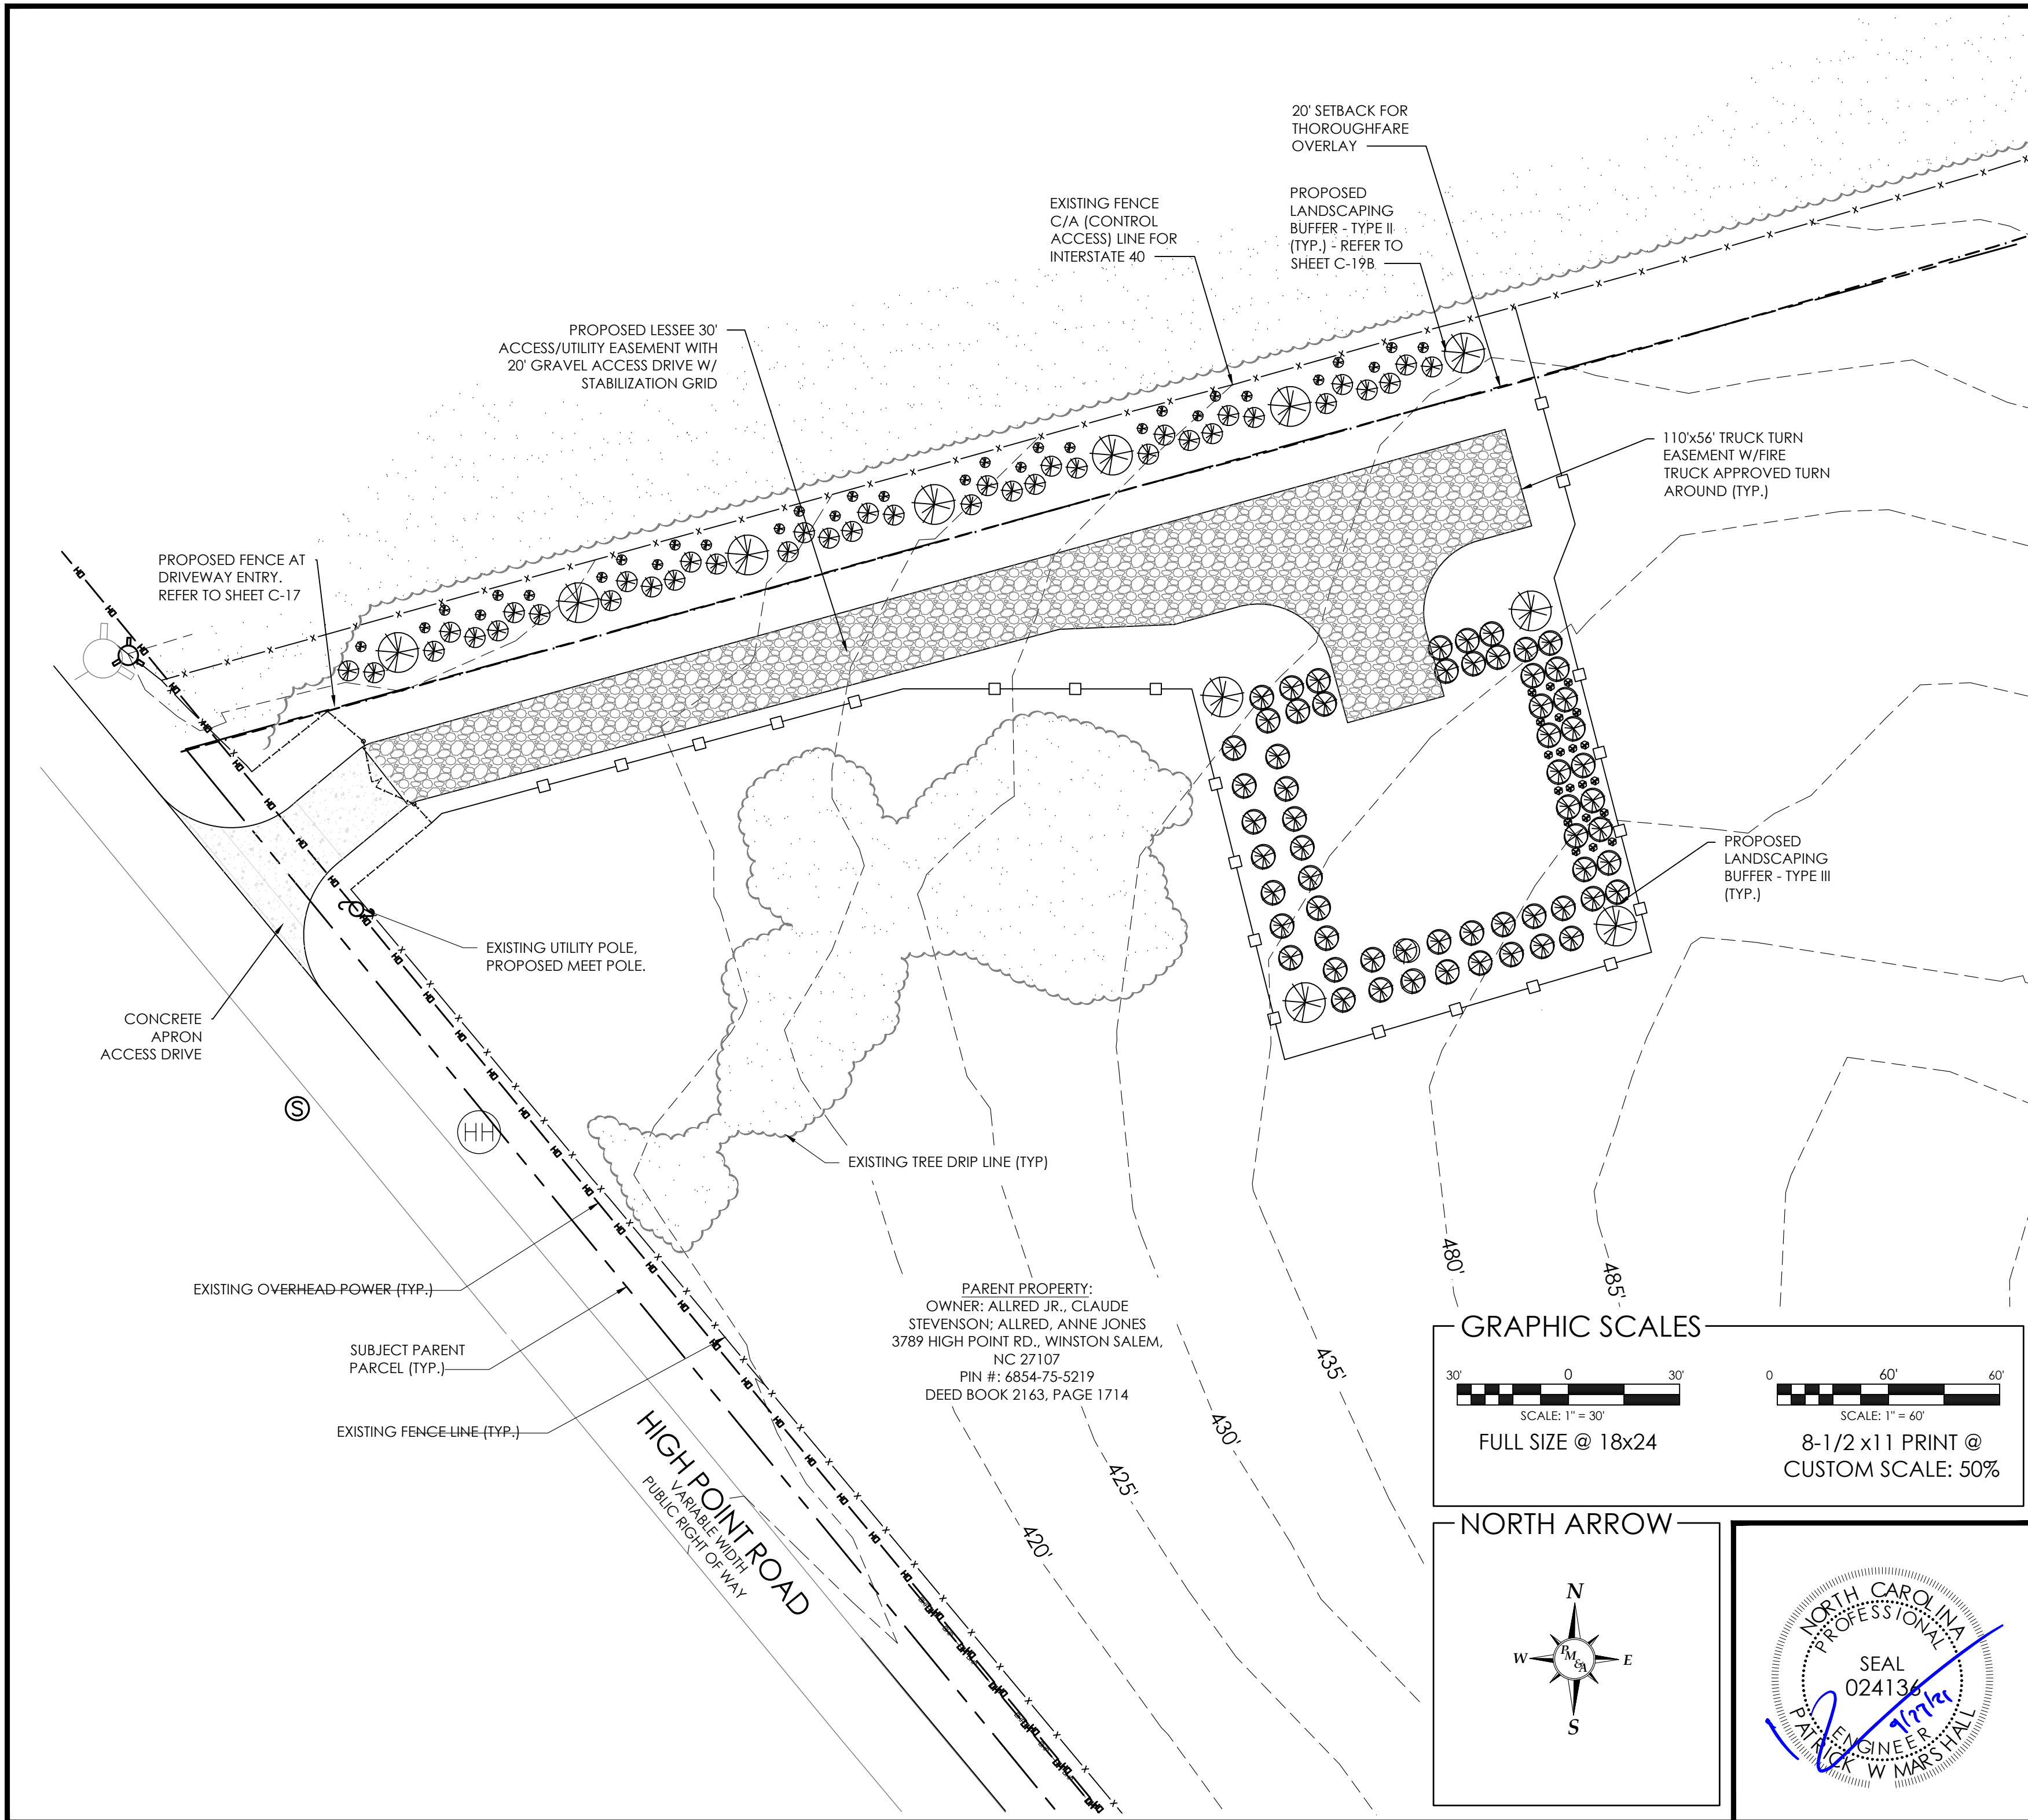 20' SETBACK FOR
THOROUGHFARE
OVERLAY
PROPOSED
LANDSCAPING
BUFFER - TYPE II
(TYP.) - REFER TO
SHEET C-19B
EXISTING FENCE
C/A (CONTROL
ACCESS) LINE FOR
INTERSTATE 40
PROPOSED LESSEE 30'
ACCESS/UTILITY EASEMENT WITH
20' GRAVEL ACCESS DRIVE W/
STABILIZATION GRID
110'x56' TRUCK TURN
EASEMENT W/FIRE
TRUCK APPROVED TURN
AROUND (TYP.)
PROPOSED FENCE AT
DRIVEWAY ENTRY.
REFER TO SHEET C-17
PROPOSED
LANDSCAPING
BUFFER - TYPE III
(TYP.)
EXISTING UTILITY POLE,
PROPOSED MEET POLE.
CONCRETE
APRON
ACCESS DRIVE
S
HH
EXISTING TREE DRIP LINE (TYP)
EXISTING OVERHEAD POWER (TYP.)
SUBJECT PARENT
PARCEL (TYP.)
EXISTING FENCE LINE (TYP.)
PARENT PROPERTY:
OWNER: ALLRED JR., CLAUDE
STEVENSON; ALLRED, ANNE JONES
3789 HIGH POINT RD., WINSTON SALEM,
NC 27107
PIN #: 6854-75-5219
DEED BOOK 2163, PAGE 1714
HIGH POINT ROAD
VARIABLE WIDTH
PUBLIC RIGHT OF WAY
420'
425'
430'
435'
480'
485'
GRAPHIC SCALES
30' 0 30'
SCALE: 1" = 30'
FULL SIZE @ 18x24
0 60' 60'
SCALE: 1" = 60'
8-1/2 x11 PRINT @
CUSTOM SCALE: 50%
NORTH ARROW
N
W E
PM&A
S
NORTH CAROLINA
PROFESSIONAL
SEAL
024136
9/27/21
ENGINEER
PATRICK W MARSHALL